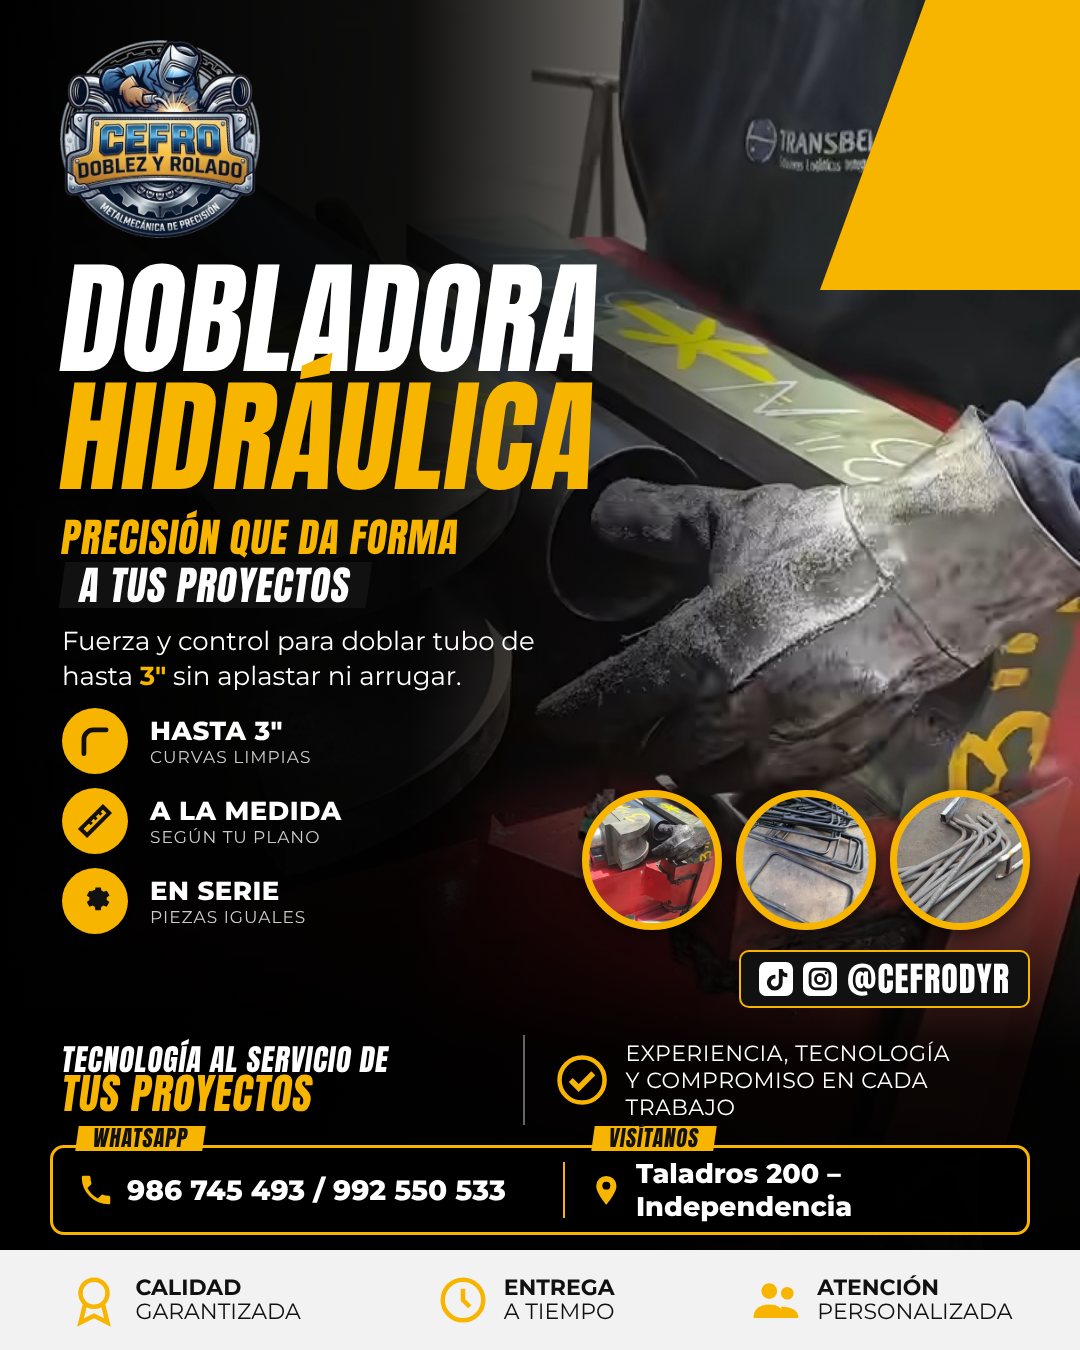 CEFRO
DOBLEZ Y ROLADO
METALMECÁNICA DE PRECISIÓN
TRANSBEL
DOBLADORA
HIDRÁULICA
PRECISIÓN QUE DA FORMA
A TUS PROYECTOS
Fuerza y control para doblar tubo de
hasta 3" sin aplastar ni arrugar.
HASTA 3"
CURVAS LIMPIAS
A LA MEDIDA
SEGÚN TU PLANO
EN SERIE
PIEZAS IGUALES
@CEFRODYR
TECNOLOGÍA AL SERVICIO DE
TUS PROYECTOS
EXPERIENCIA, TECNOLOGÍA
Y COMPROMISO EN CADA
TRABAJO
WHATSAPP
986 745 493 / 992 550 533
VISÍTANOS
Taladros 200 –
Independencia
CALIDAD
GARANTIZADA
ENTREGA
A TIEMPO
ATENCIÓN
PERSONALIZADA